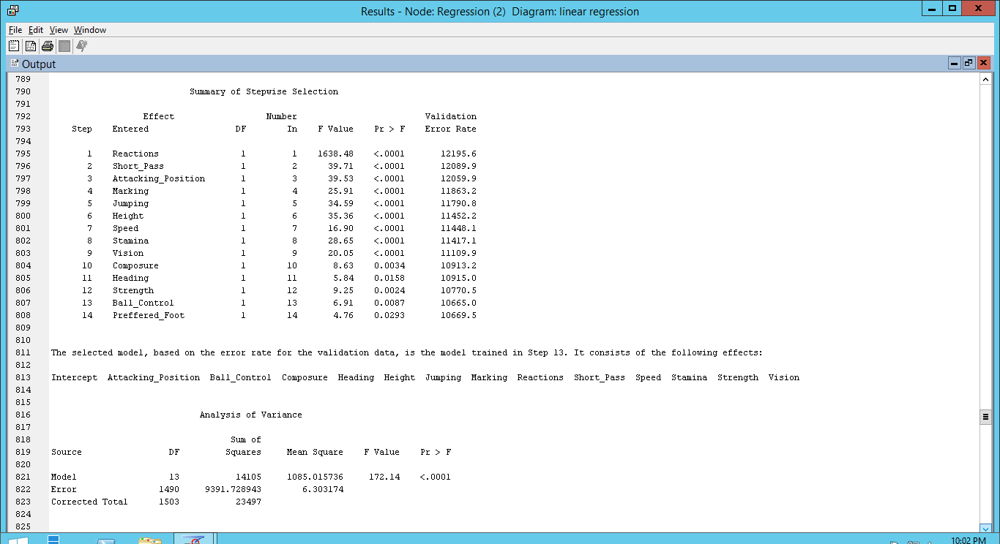 Results - Node: Regression (2) Diagram: linear regression
File Edit View Window
Output
789
790 Summary of Stepwise Selection
791
792 Effect Number Validation
793 Step Entered DF In F Value Pr > F Error Rate
794
795 1 Reactions 1 1 1638.48 <.0001 12195.6
796 2 Short_Pass 1 2 39.71 <.0001 12089.9
797 3 Attacking_Position 1 3 39.53 <.0001 12059.9
798 4 Marking 1 4 25.91 <.0001 11863.2
799 5 Jumping 1 5 34.59 <.0001 11790.8
800 6 Height 1 6 35.36 <.0001 11452.2
801 7 Speed 1 7 16.90 <.0001 11448.1
802 8 Stamina 1 8 28.65 <.0001 11417.1
803 9 Vision 1 9 20.05 <.0001 11109.9
804 10 Composure 1 10 8.63 0.0034 10913.2
805 11 Heading 1 11 5.84 0.0158 10915.0
806 12 Strength 1 12 9.25 0.0024 10770.5
807 13 Ball_Control 1 13 6.91 0.0087 10665.0
808 14 Preffered_Foot 1 14 4.76 0.0293 10669.5
809
810
811 The selected model, based on the error rate for the validation data, is the model trained in Step 13. It consists of the following effects:
812
813 Intercept Attacking_Position Ball_Control Composure Heading Height Jumping Marking Reactions Short_Pass Speed Stamina Strength Vision
814
815
816 Analysis of Variance
817
818 Sum of
819 Source DF Squares Mean Square F Value Pr > F
820
821 Model 13 14105 1085.015736 172.14 <.0001
822 Error 1490 9391.728943 6.303174
823 Corrected Total 1503 23497
824
825
10:02 PM